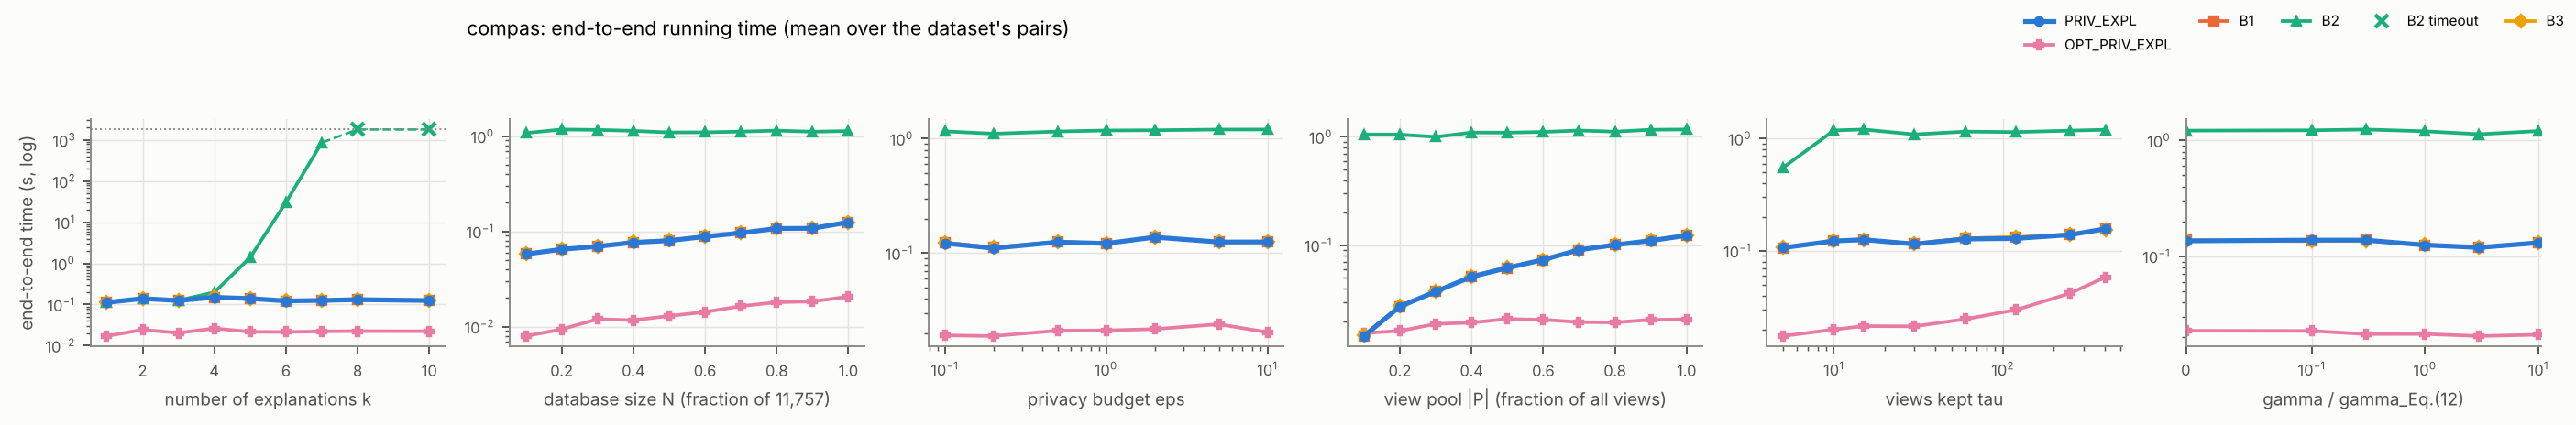 compas: end-to-end running time (mean over the dataset's pairs)
PRIV_EXPL B1 B2 B2 timeout B3
OPT_PRIV_EXPL
end-to-end time (s, log)
10³
10²
10¹
10⁰
10⁻¹
10⁻²
2 4 6 8 10
number of explanations k
10⁰
10⁻¹
10⁻²
0.2 0.4 0.6 0.8 1.0
database size N (fraction of 11,757)
10⁰
10⁻¹
10⁻¹ 10⁰ 10¹
privacy budget eps
10⁰
10⁻¹
0.2 0.4 0.6 0.8 1.0
view pool |P| (fraction of all views)
10⁰
10⁻¹
10¹ 10²
views kept tau
10⁰
10⁻¹
0 10⁻¹ 10⁰ 10¹
gamma / gamma_Eq.(12)